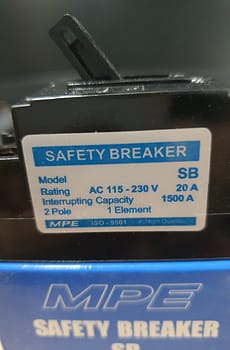 SAFETY BREAKER
Model SB
Rating AC 115 - 230 V 20 A
Interrupting Capacity 1500 A
2 Pole 1 Element
MPE ISO - 9001
MPE
SAFETY BREAKER
SB